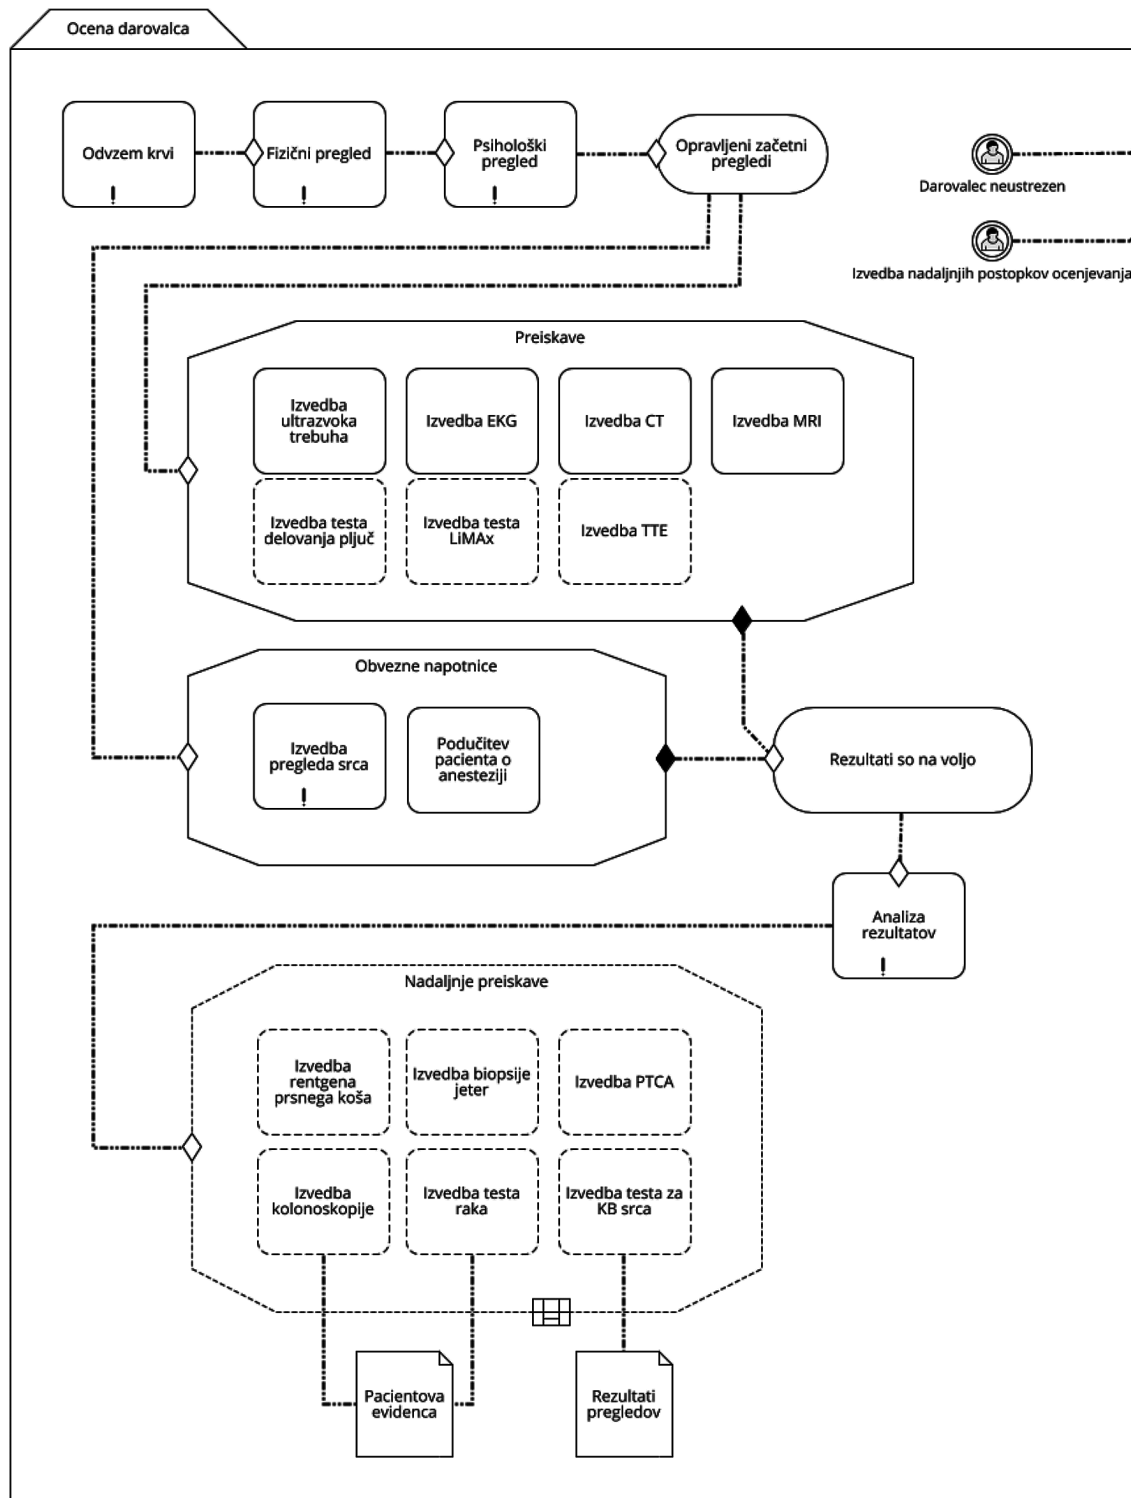 Ocena darovalca
Odvzem krvi
Fizični pregled
Psihološki
pregled
Opravljeni začetni
pregledi
Darovalec neustrezen
Izvedba nadaljnjih postopkov ocenjevanja
Preiskave
Izvedba
ultrazvoka
trebuha
Izvedba EKG
Izvedba CT
Izvedba MRI
Izvedba testa
delovanja pljuč
Izvedba testa
LiMAx
Izvedba TTE
Obvezne napotnice
Izvedba
pregleda srca
Podučitev
pacienta o
anesteziji
Rezultati so na voljo
Analiza
rezultatov
Nadaljnje preiskave
Izvedba
rentgena
prsnega koša
Izvedba biopsije
jeter
Izvedba PTCA
Izvedba
kolonoskopije
Izvedba testa
raka
Izvedba testa za
KB srca
Pacientova
evidenca
Rezultati
pregledov